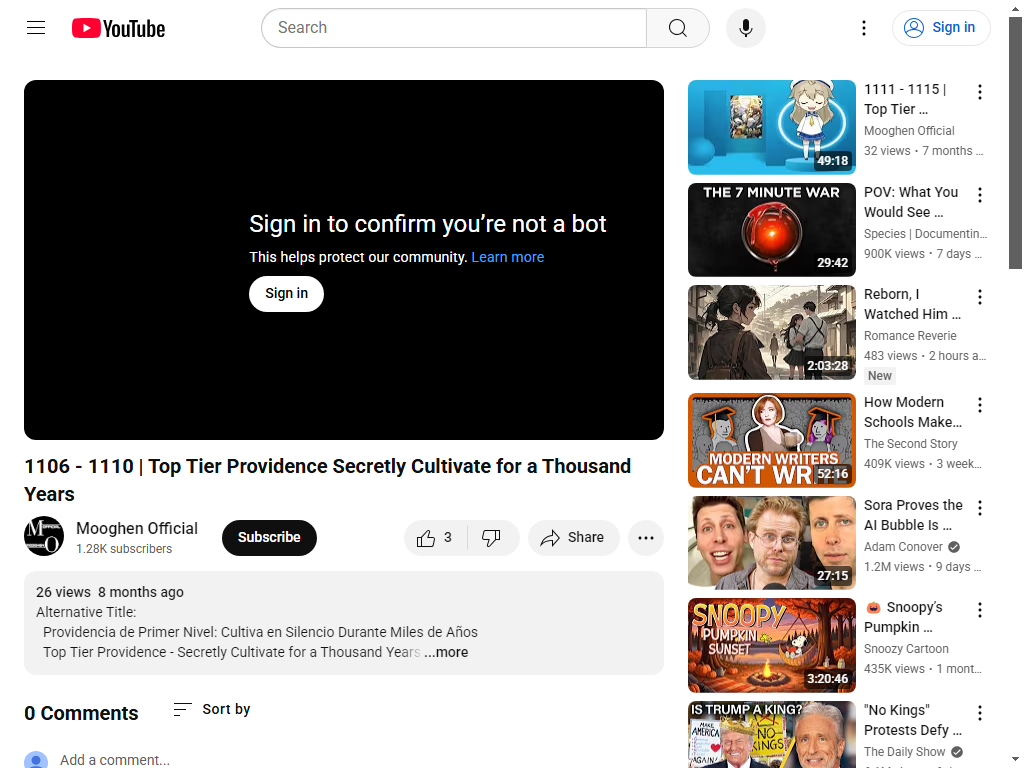 YouTube
Search
Sign in
Sign in to confirm you’re not a bot
This helps protect our community. Learn more
Sign in
1106 - 1110 | Top Tier Providence Secretly Cultivate for a Thousand
Years
Mooghen Official
1.28K subscribers
Subscribe
3
Share
26 views 8 months ago
Alternative Title:
Providencia de Primer Nivel: Cultiva en Silencio Durante Miles de Años
Top Tier Providence - Secretly Cultivate for a Thousand Years ...more
0 Comments
Sort by
Add a comment...
49:18
1111 - 1115 |
Top Tier …
Mooghen Official
32 views • 7 months …
THE 7 MINUTE WAR
29:42
POV: What You
Would See …
Species | Documentin…
900K views • 7 days …
2:03:28
Reborn, I
Watched Him …
Romance Reverie
483 views • 2 hours a…
New
MODERN WRITERS
CAN'T WR
52:16
How Modern
Schools Make…
The Second Story
409K views • 3 week…
27:15
Sora Proves the
AI Bubble Is …
Adam Conover
1.2M views • 9 days …
SNOOPY
PUMPKIN
SUNSET
3:20:46
🎃 Snoopy's
Pumpkin …
Snoozy Cartoon
435K views • 1 mont…
IS TRUMP A KING?
MAKE
AMERICA
AGAIN!
NO
KINGS
"No Kings"
Protests Defy …
The Daily Show